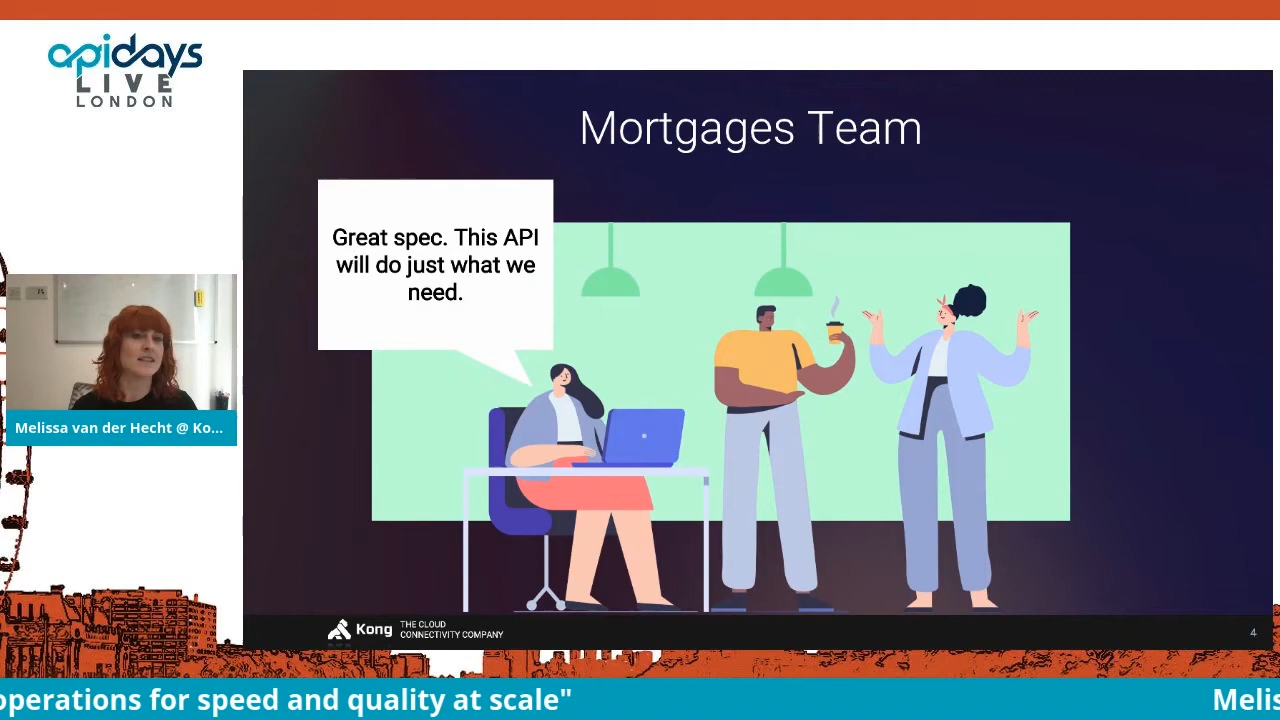 apidays
LIVE
LONDON
Mortgages Team
Great spec. This API
will do just what we
need.
Melissa van der Hecht @ Ko...
Kong THE CLOUD
CONNECTIVITY COMPANY
4
operations for speed and quality at scale"
Melis